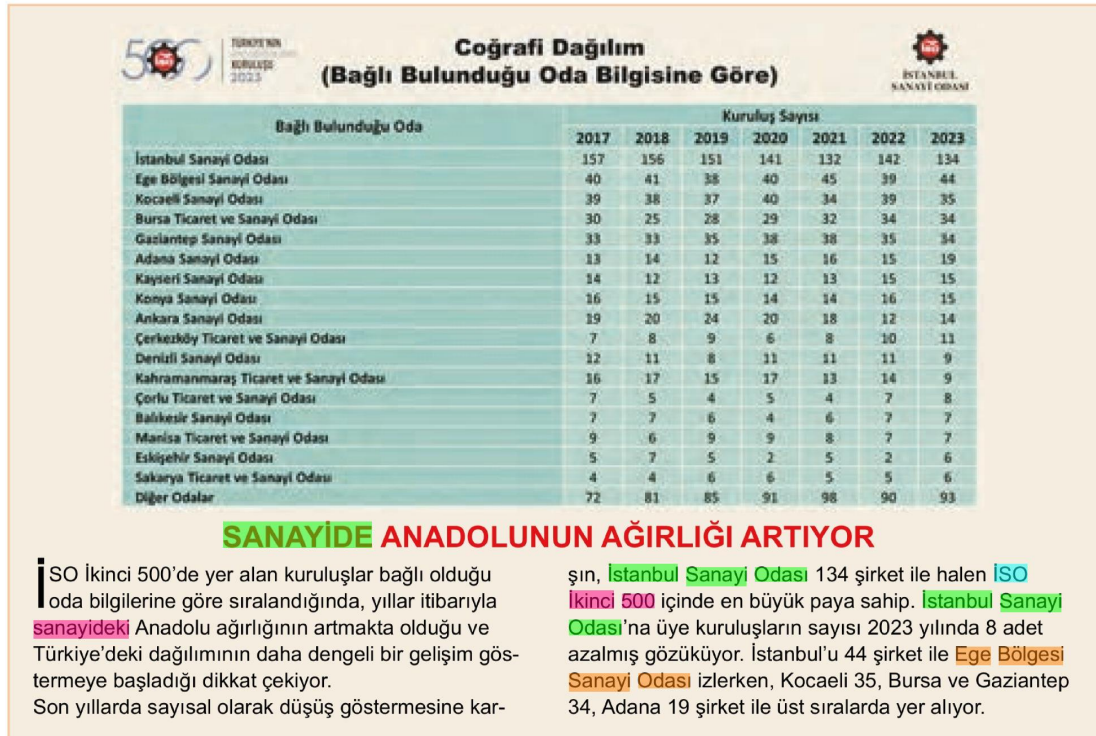 500
TÜRKİYE'NİN
KURULUŞU
2023
Coğrafi Dağılım
(Bağlı Bulunduğu Oda Bilgisine Göre)
İSO
İSTANBUL
SANAYİ ODASI
Bağlı Bulunduğu Oda Kuruluş Sayısı
2017 2018 2019 2020 2021 2022 2023
İstanbul Sanayi Odası 157 156 151 141 132 142 134
Ege Bölgesi Sanayi Odası 40 41 38 40 45 39 44
Kocaeli Sanayi Odası 39 38 37 40 34 39 35
Bursa Ticaret ve Sanayi Odası 30 25 28 29 32 34 34
Gaziantep Sanayi Odası 33 33 35 38 38 35 34
Adana Sanayi Odası 13 14 12 15 16 15 19
Kayseri Sanayi Odası 14 12 13 12 13 15 15
Konya Sanayi Odası 16 15 15 14 14 16 15
Ankara Sanayi Odası 19 20 24 20 18 12 14
Çerkezköy Ticaret ve Sanayi Odası 7 8 9 6 8 10 11
Denizli Sanayi Odası 12 11 8 11 11 11 9
Kahramanmaraş Ticaret ve Sanayi Odası 16 17 15 17 13 14 9
Çorlu Ticaret ve Sanayi Odası 7 5 4 5 4 7 8
Balıkesir Sanayi Odası 7 7 6 4 6 7 7
Manisa Ticaret ve Sanayi Odası 9 6 9 9 8 7 7
Eskişehir Sanayi Odası 5 7 5 2 5 2 6
Sakarya Ticaret ve Sanayi Odası 4 4 6 6 5 5 6
Diğer Odalar 72 81 85 91 98 90 93
SANAYİDE ANADOLUNUN AĞIRLIĞI ARTIYOR
İSO İkinci 500'de yer alan kuruluşlar bağlı olduğu
oda bilgilerine göre sıralandığında, yıllar itibarıyla
sanayideki Anadolu ağırlığının artmakta olduğu ve
Türkiye'deki dağılımının daha dengeli bir gelişim gös-
termeye başladığı dikkat çekiyor.
Son yıllarda sayısal olarak düşüş göstermesine kar-
şın, İstanbul Sanayi Odası 134 şirket ile halen İSO
İkinci 500 içinde en büyük paya sahip. İstanbul Sanayi
Odası'na üye kuruluşların sayısı 2023 yılında 8 adet
azalmış gözüküyor. İstanbul'u 44 şirket ile Ege Bölgesi
Sanayi Odası izlerken, Kocaeli 35, Bursa ve Gaziantep
34, Adana 19 şirket ile üst sıralarda yer alıyor.